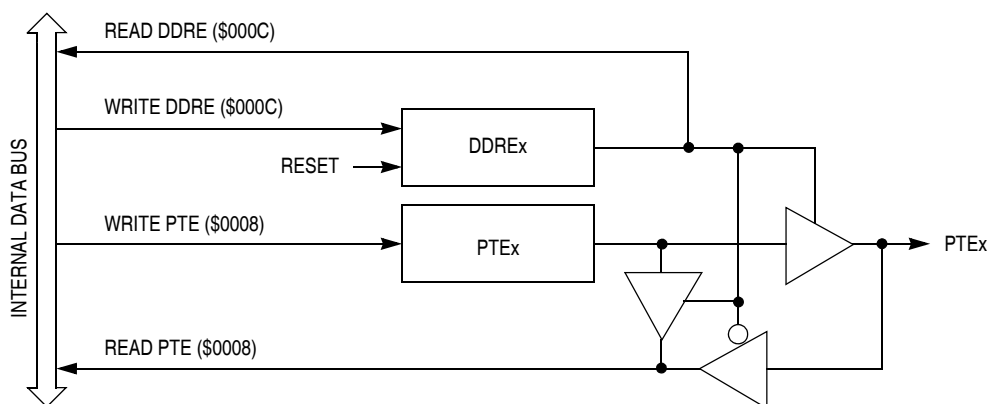 READ DDRE ($000C)
WRITE DDRE ($000C)
DDREx
RESET
INTERNAL DATA BUS
WRITE PTE ($0008)
PTEx
PTEx
READ PTE ($0008)